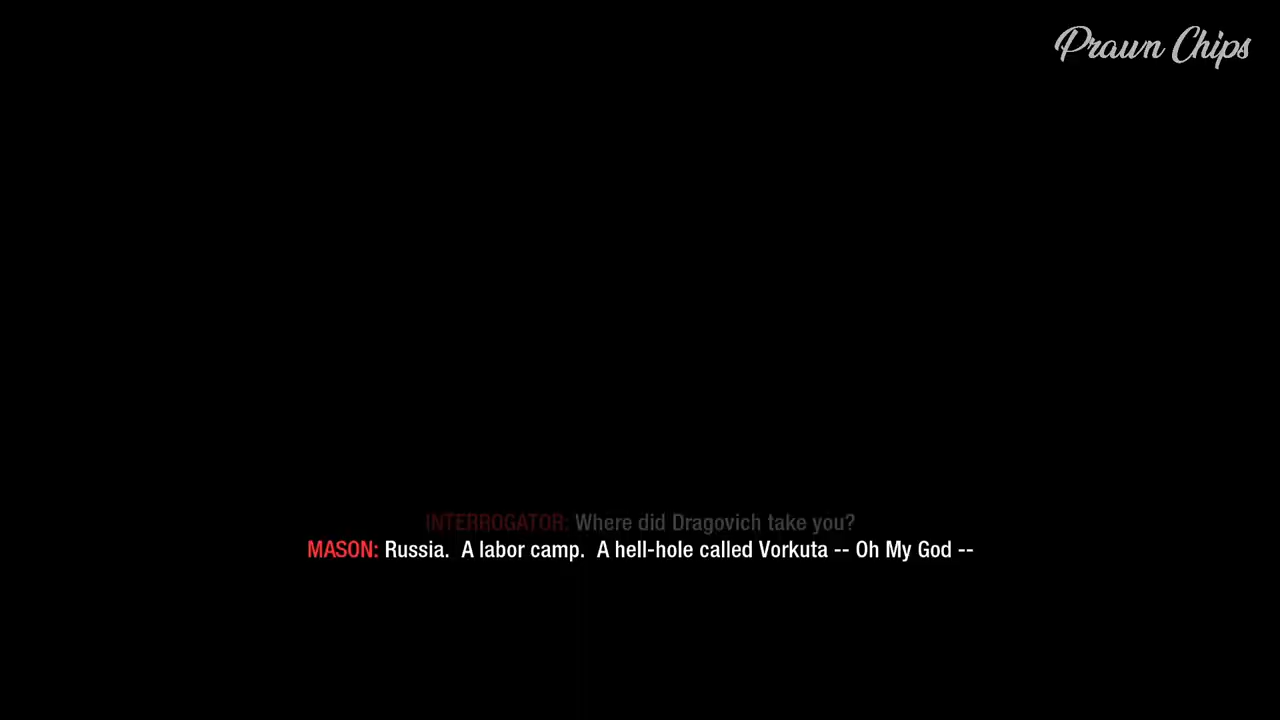 Prawn Chips
INTERROGATOR: Where did Dragovich take you?
MASON: Russia.  A labor camp.  A hell-hole called Vorkuta -- Oh My God --